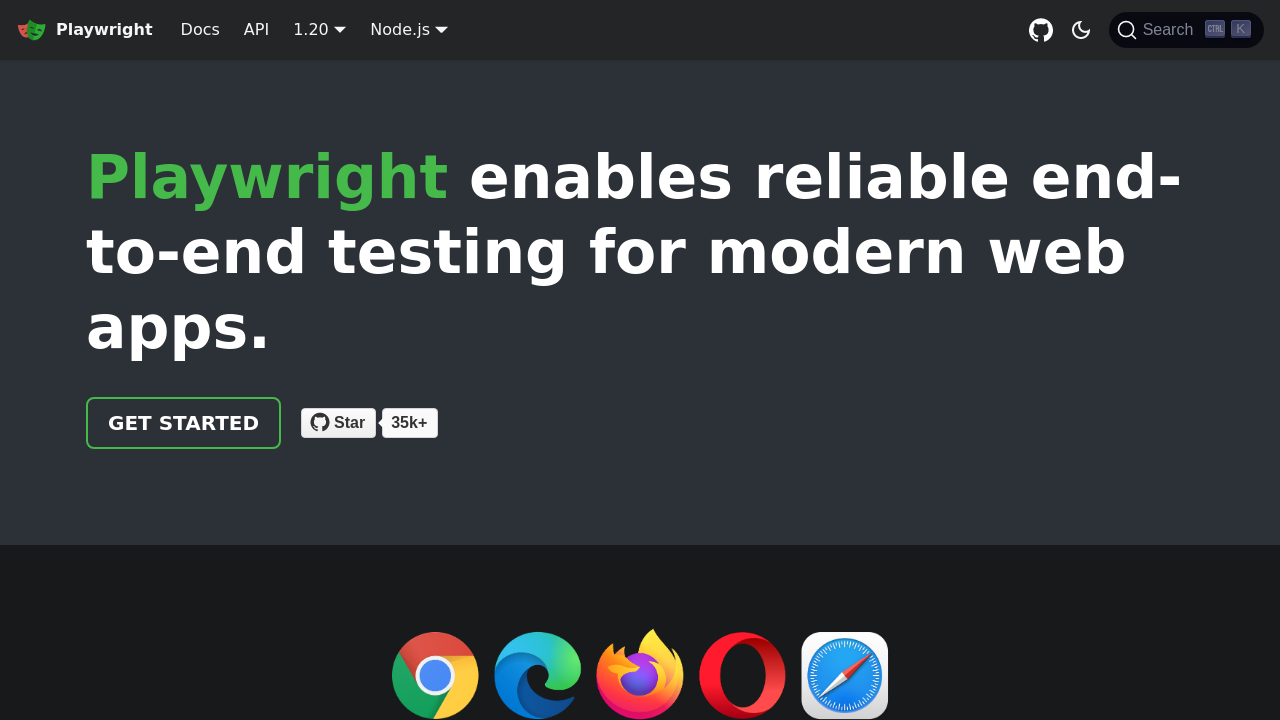 Playwright Docs API 1.20 Node.js Search CTRL K
Playwright enables reliable end-
to-end testing for modern web
apps.
GET STARTED Star 35k+